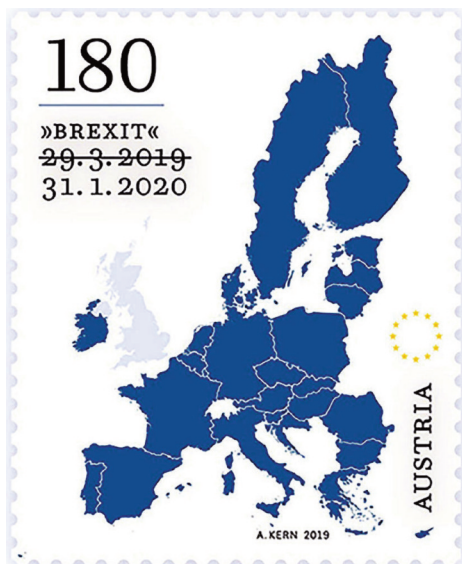 180
»BREXIT«
29.3.2019
31.1.2020
AUSTRIA
A. KERN 2019